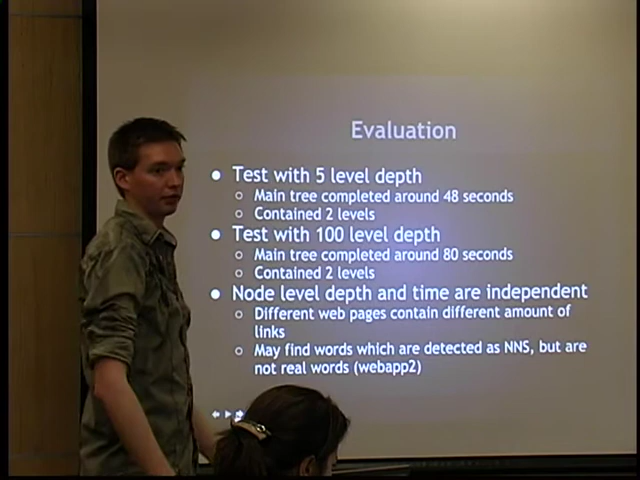 Evaluation
● Test with 5 level depth
○ Main tree completed around 48 seconds
○ Contained 2 levels
● Test with 100 level depth
○ Main tree completed around 80 seconds
○ Contained 2 levels
● Node level depth and time are independent
○ Different web pages contain different amount of
links
○ May find words which are detected as NNS, but are
not real words (webapp2)